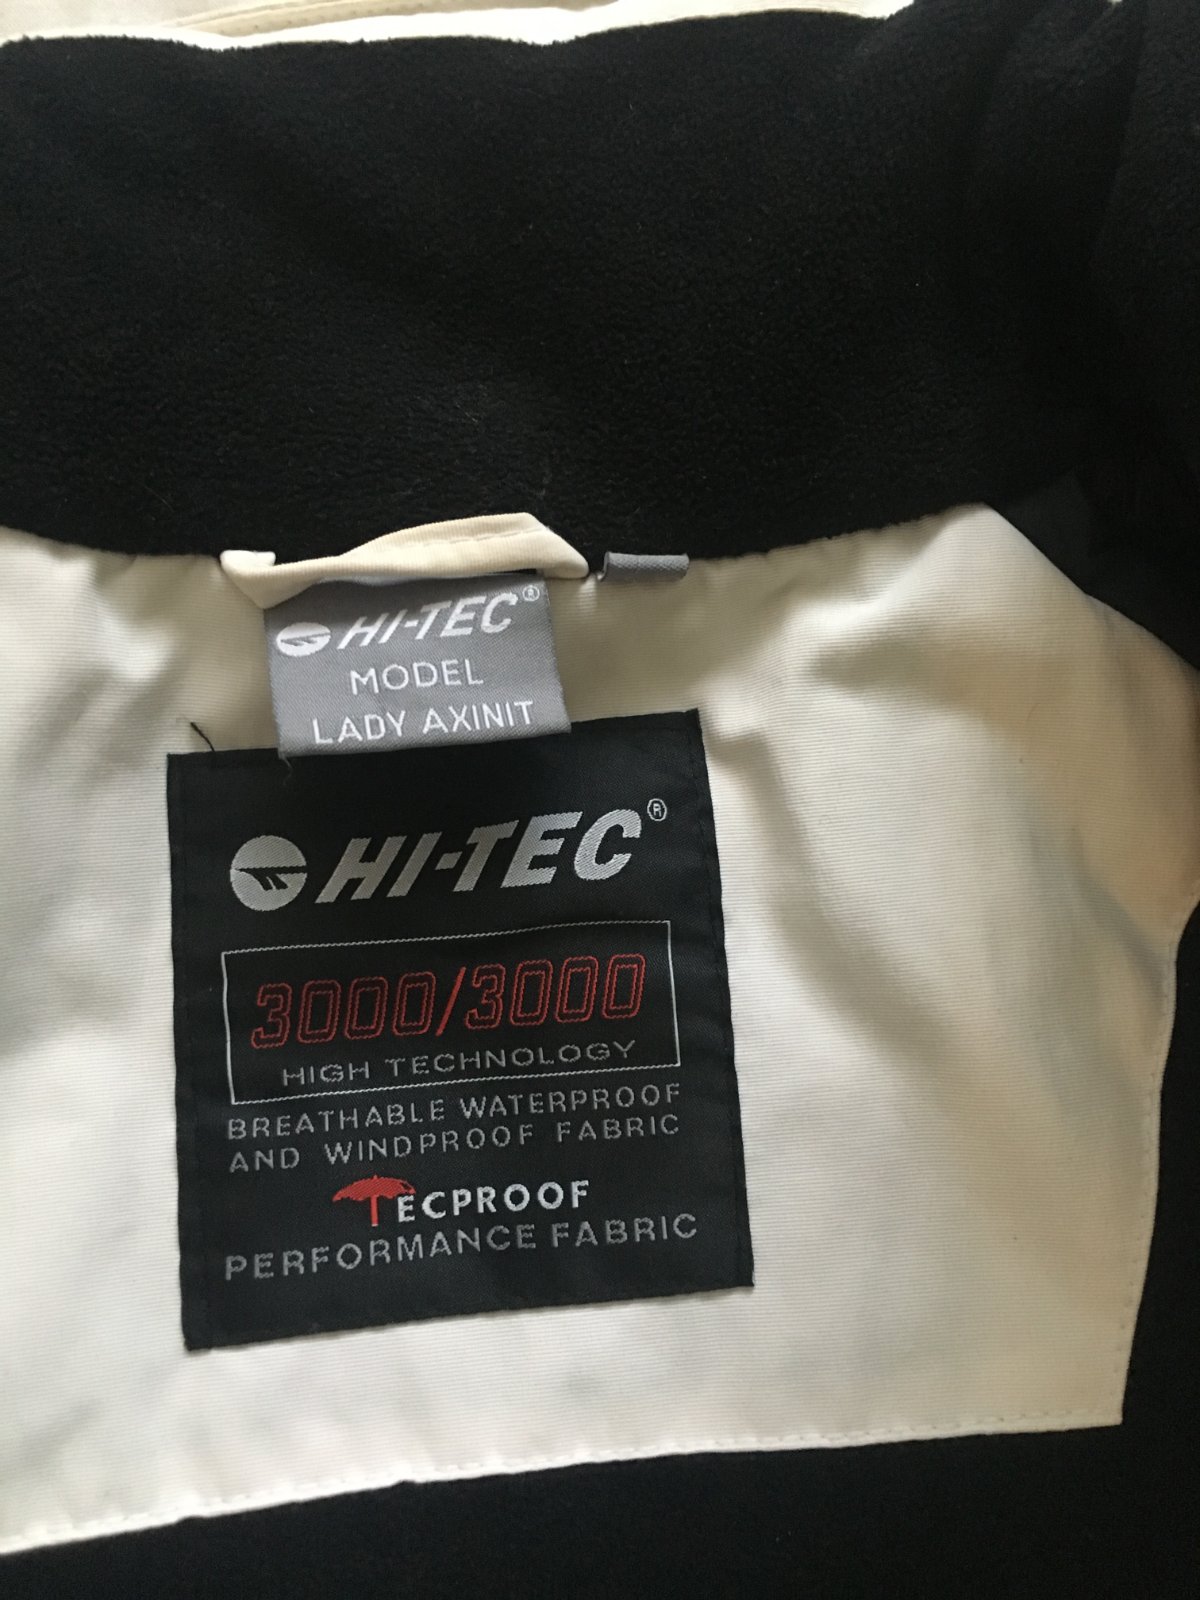 HI-TEC®
MODEL
LADY AXINIT
HI-TEC®
3000/3000
HIGH TECHNOLOGY
BREATHABLE WATERPROOF
AND WINDPROOF FABRIC
TECPROOF
PERFORMANCE FABRIC